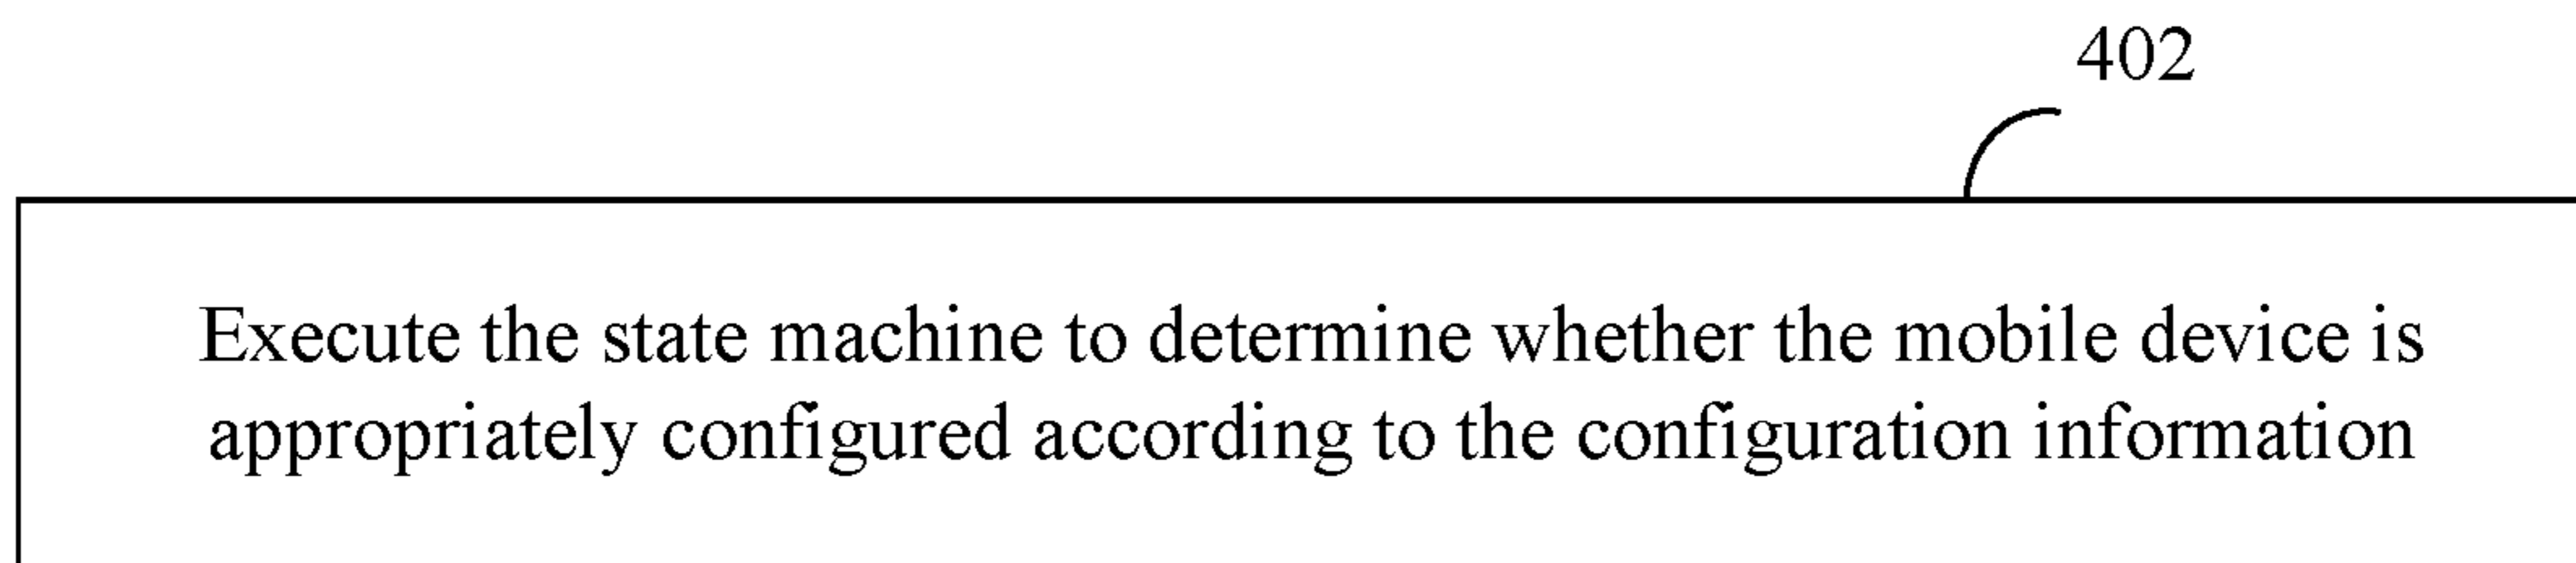 402
Execute the state machine to determine whether the mobile device is
appropriately configured according to the configuration information